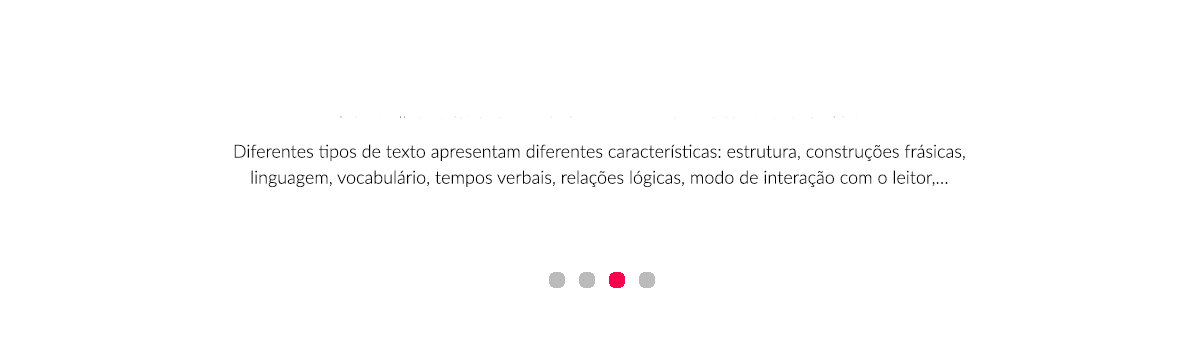 Diferentes tipos de texto apresentam diferentes características: estrutura, construções frásicas,
linguagem, vocabulário, tempos verbais, relações lógicas, modo de interação com o leitor,...